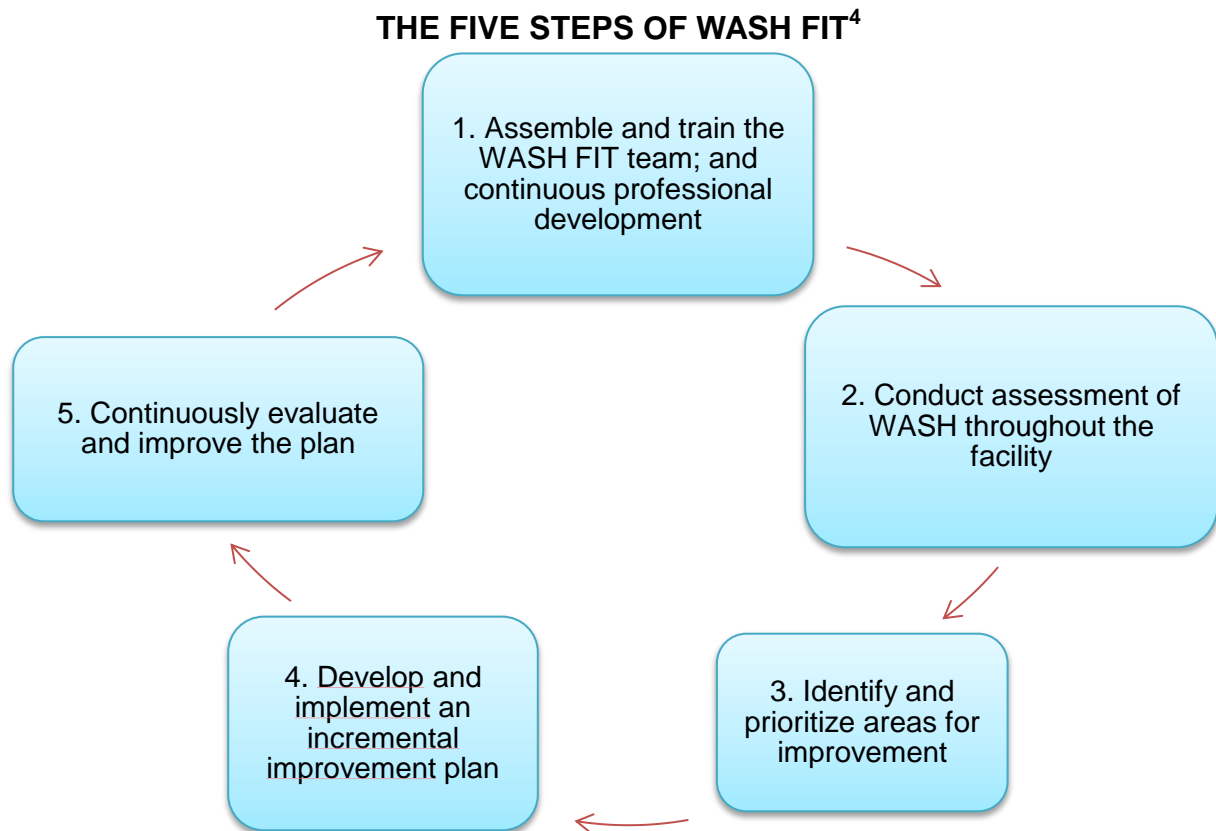 THE FIVE STEPS OF WASH FIT⁴
1. Assemble and train the
WASH FIT team; and
continuous professional
development
2. Conduct assessment of
WASH throughout the
facility
3. Identify and
prioritize areas for
improvement
4. Develop and
implement an
incremental
improvement plan
5. Continuously evaluate
and improve the plan